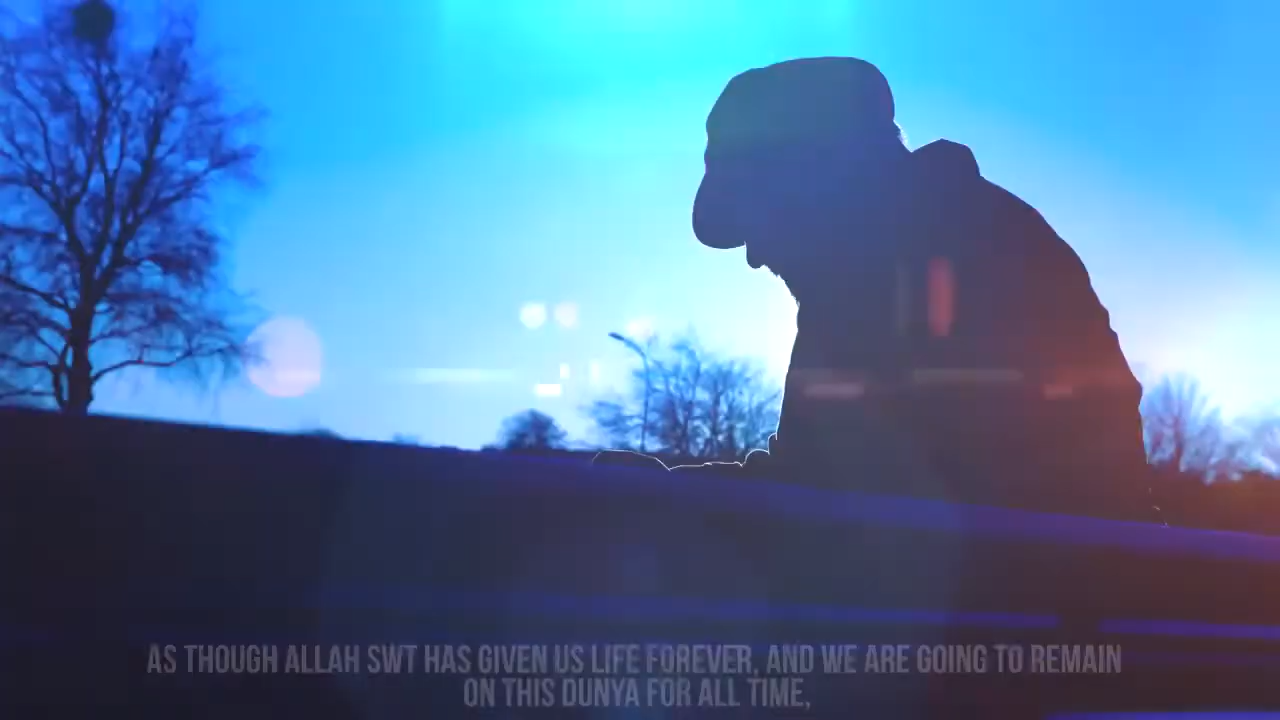 AS THOUGH ALLAH SWT HAS GIVEN US LIFE FOREVER, AND WE ARE GOING TO REMAIN
ON THIS DUNYA FOR ALL TIME,